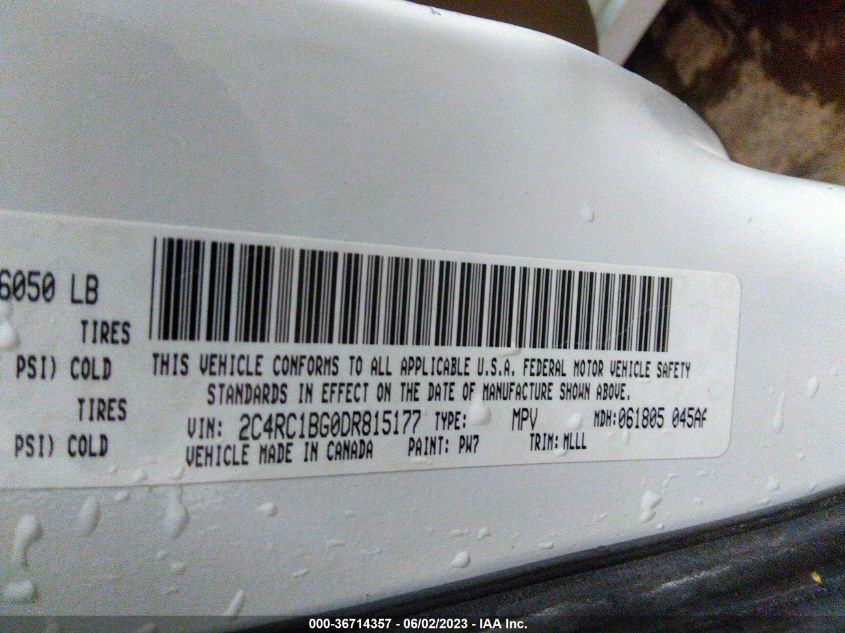 6050 LB
TIRES
PSI) COLD
TIRES
PSI) COLD
THIS VEHICLE CONFORMS TO ALL APPLICABLE U.S.A. FEDERAL MOTOR VEHICLE SAFETY
STANDARDS IN EFFECT ON THE DATE OF MANUFACTURE SHOWN ABOVE.
VIN: 2C4RC1BG0DR815177 TYPE: MPV MDH:061805 045AA
VEHICLE MADE IN CANADA PAINT: PW7 TRIM:MLLL
000-36714357 - 06/02/2023 - IAA Inc.